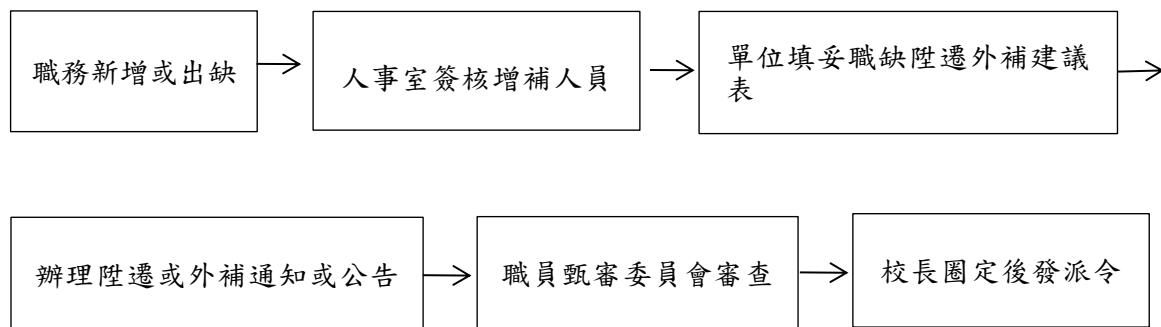 職務新增或出缺
人事室簽核增補人員
單位填妥職缺陞遷外補建議
表
辦理陞遷或外補通知或公告
職員甄審委員會審查
校長圈定後發派令